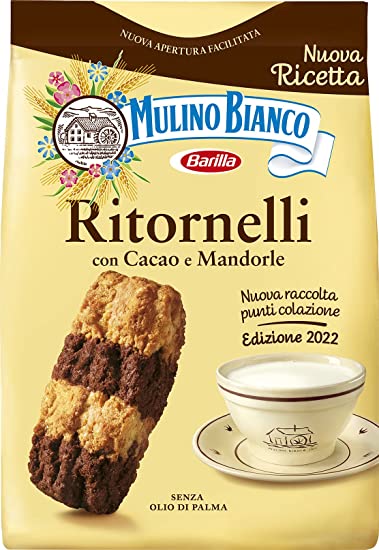 NUOVA APERTURA FACILITATA
Nuova
Ricetta
MULINO BIANCO
Barilla
Ritornelli
con Cacao e Mandorle
Nuova raccolta
punti colazione
Edizione 2022
SENZA
OLIO DI PALMA